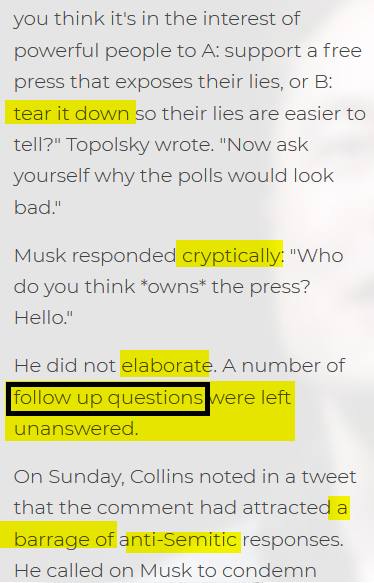 you think it's in the interest of
powerful people to A: support a free
press that exposes their lies, or B:
tear it down so their lies are easier to
tell?" Topolsky wrote. "Now ask
yourself why the polls would look
bad."
Musk responded cryptically: "Who
do you think *owns* the press?
Hello."
He did not elaborate. A number of
follow up questions were left
unanswered.
On Sunday, Collins noted in a tweet
that the comment had attracted a
barrage of anti-Semitic responses.
He called on Musk to condemn